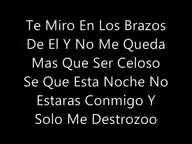 Te Miro En Los Brazos
De El Y No Me Queda
Mas Que Ser Celoso
Se Que Esta Noche No
Estaras Conmigo Y
Solo Me Destrozoo